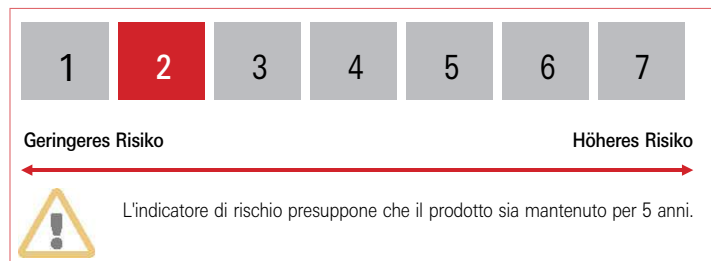 1 2 3 4 5 6 7
Geringeres Risiko Höheres Risiko
L'indicatore di rischio presuppone che il prodotto sia mantenuto per 5 anni.